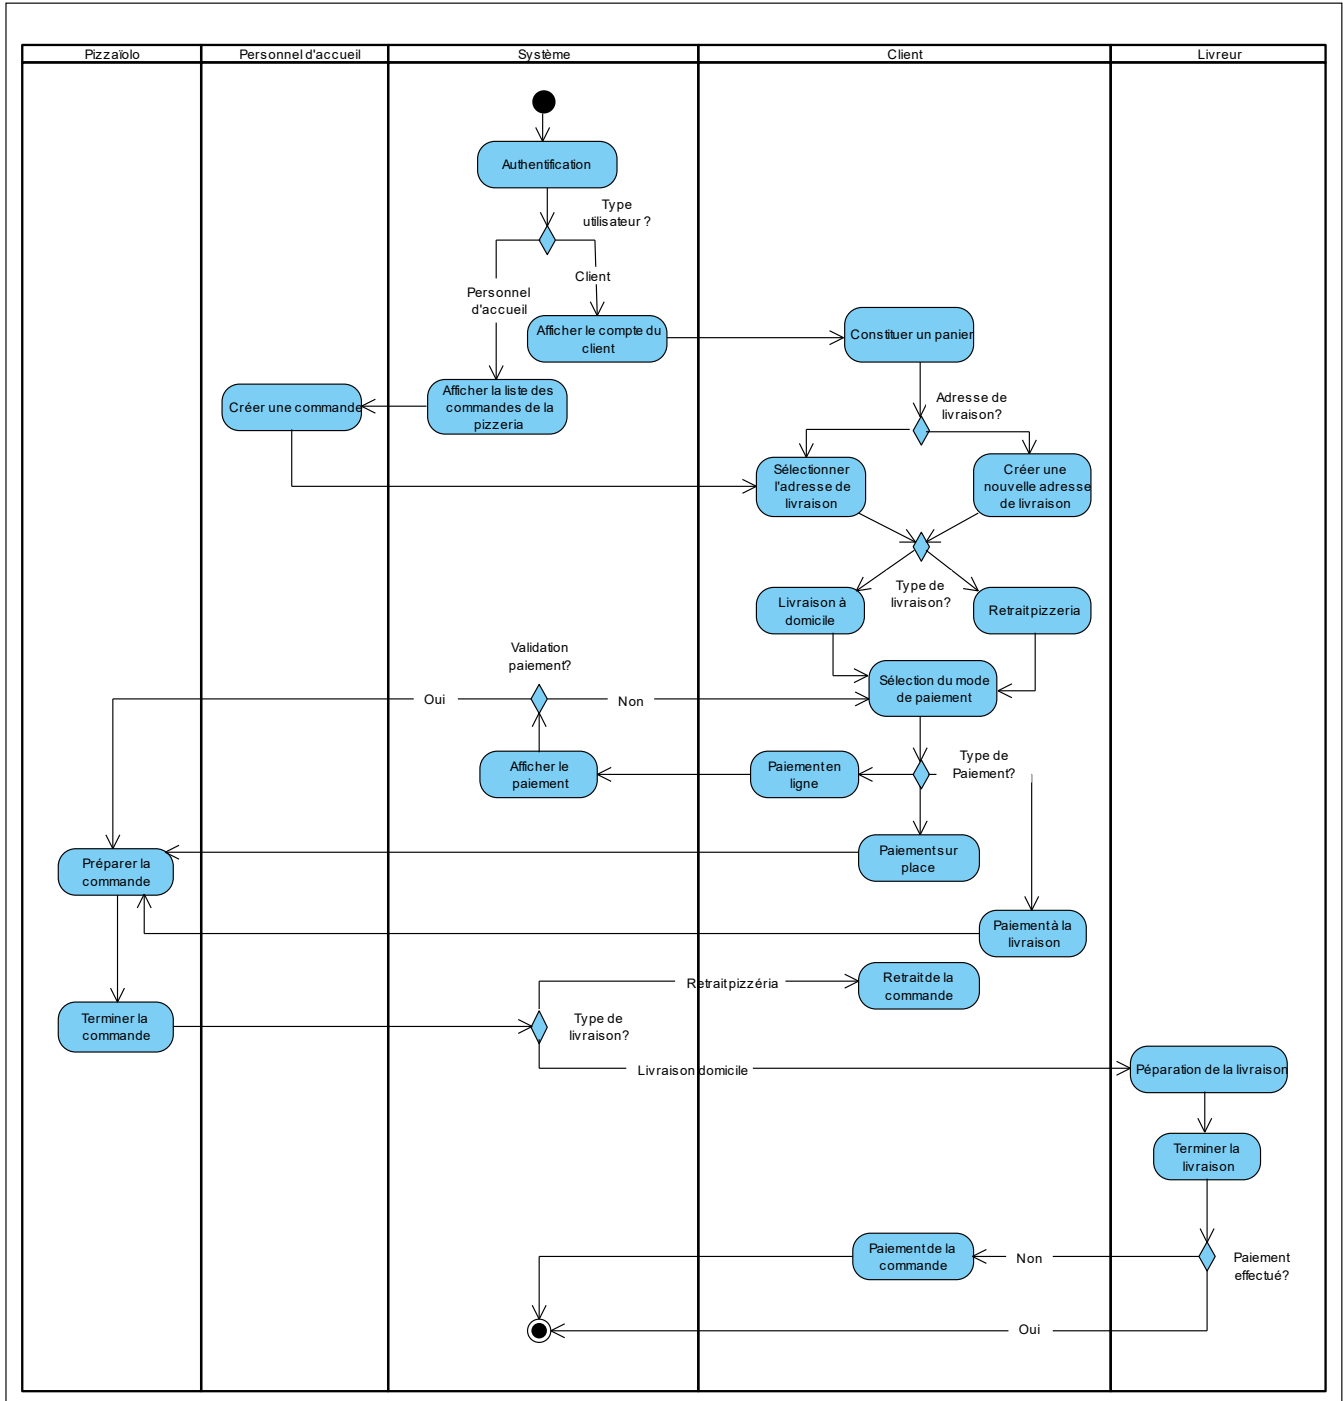 Pizzaïolo
Personnel d'accueil
Système
Client
Livreur
Authentification
Type
utilisateur ?
Client
Personnel
d'accueil
Afficher le compte du
client
Constituer un panier
Afficher la liste des
commandes de la
pizzeria
Créer une commande
Adresse de
livraison?
Sélectionner
l'adresse de
livraison
Créer une
nouvelle adresse
de livraison
Type de
livraison?
Livraison à
domicile
Retrait pizzeria
Validation
paiement?
Sélection du mode
de paiement
Oui
Non
Afficher le
paiement
Paiement en
ligne
Type de
Paiement?
Préparer la
commande
Paiement sur
place
Paiement à la
livraison
Retrait pizzéria
Retrait de la
commande
Terminer la
commande
Type de
livraison?
Livraison domicile
Péparation de la livraison
Terminer la
livraison
Paiement de la
commande
Non
Paiement
effectué?
Oui